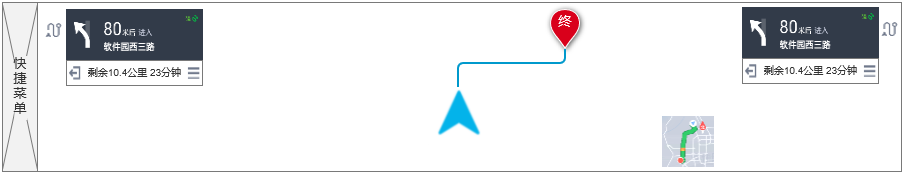 快捷菜单
80米后 进入
软件园西三路
剩余10.4公里 23分钟
终
80米后 进入
软件园西三路
剩余10.4公里 23分钟